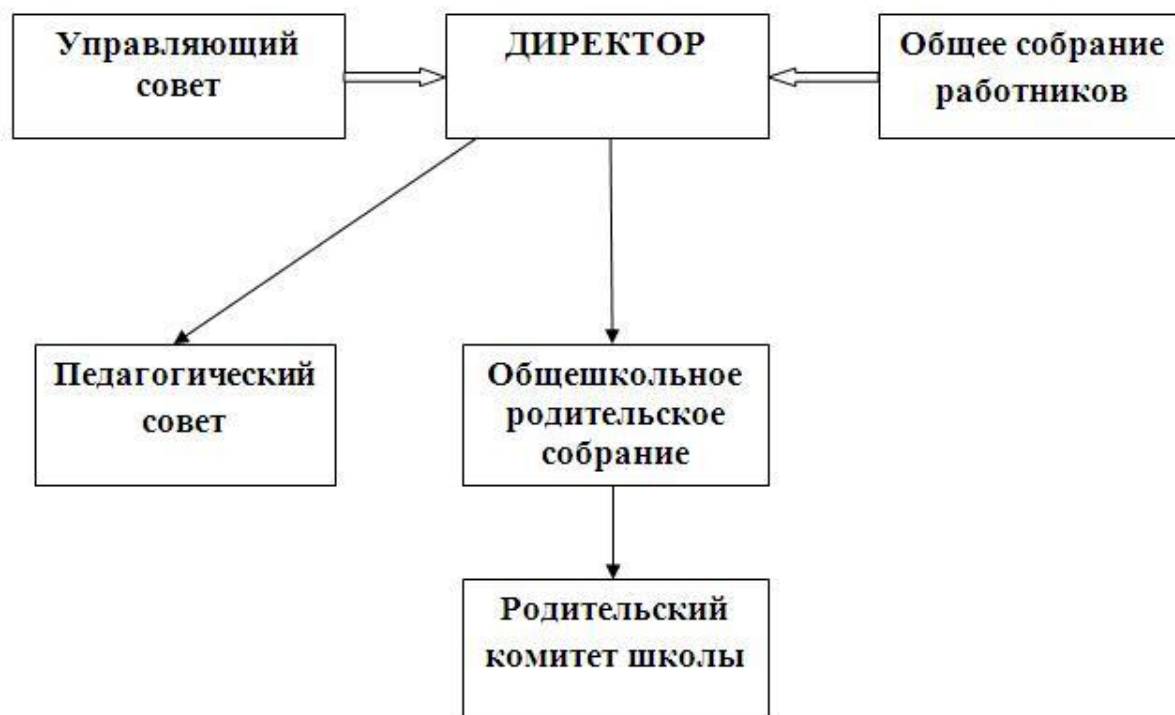 Управляющий
совет
ДИРЕКТОР
Общее собрание
работников
Педагогический
совет
Общешкольное
родительское
собрание
Родительский
комитет школы